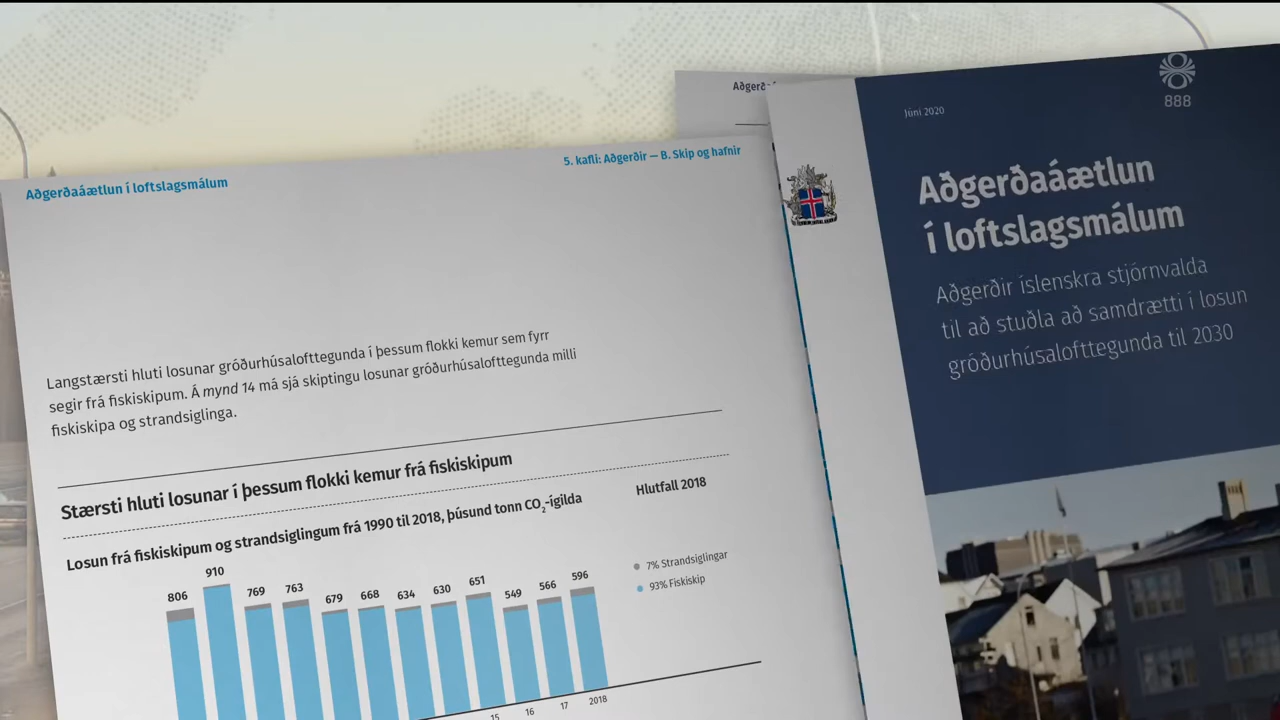 Aðgerðaáætlun í loftslagsmálum
5. kafli: Aðgerðir — B. Skip og hafnir
Langstærsti hluti losunar gróðurhúsalofttegunda í þessum flokki kemur sem fyrr
segir frá fiskiskipum. Á mynd 14 má sjá skiptingu losunar gróðurhúsalofttegunda milli
fiskiskipa og strandsiglinga.
Stærsti hluti losunar í þessum flokki kemur frá fiskiskipum
Losun frá fiskiskipum og strandsiglingum frá 1990 til 2018, þúsund tonn CO₂-ígilda
Hlutfall 2018
7% Strandsiglingar
93% Fiskiskip
806
910
769
763
679
668
634
630
651
549
566
596
15
16
17
2018
888
Júní 2020
Aðgerðaáætlun
í loftslagsmálum
Aðgerðir íslenskra stjórnvalda
til að stuðla að samdrætti í losun
gróðurhúsalofttegunda til 2030